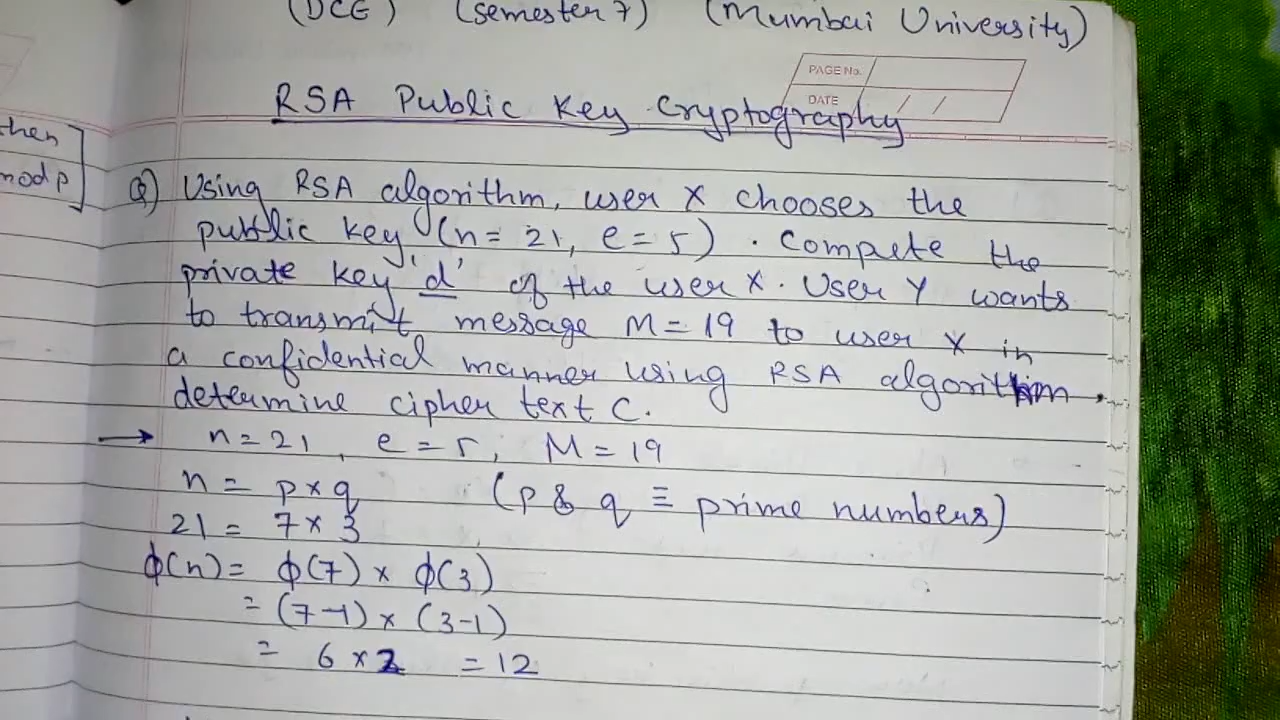 (DCE) (semester 7) (Mumbai University)
PAGE No.
DATE / /
RSA Public Key Cryptography
then
mod p]
Q) Using RSA algorithm, user X chooses the
public key (n = 21, e = 5). Compute the
private key 'd' of the user X. User Y wants
to transmit message M = 19 to user X in
a confidential manner using RSA algorithm.
determine cipher text C.
→ n = 21, e = 5, M = 19
n = p × q (p & q ≡ prime numbers)
21 = 7 × 3
ϕ(n) = ϕ(7) × ϕ(3)
= (7-1) × (3-1)
= 6 × 2 = 12